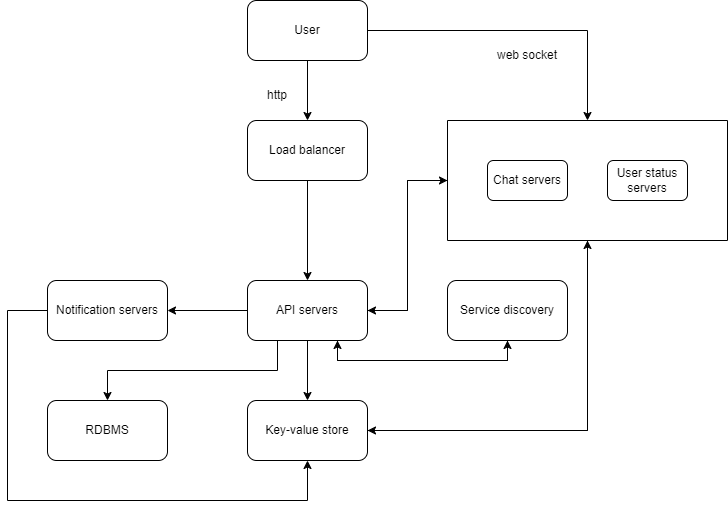 User
web socket
http
Load balancer
Chat servers
User status
servers
Notification servers
API servers
Service discovery
RDBMS
Key-value store